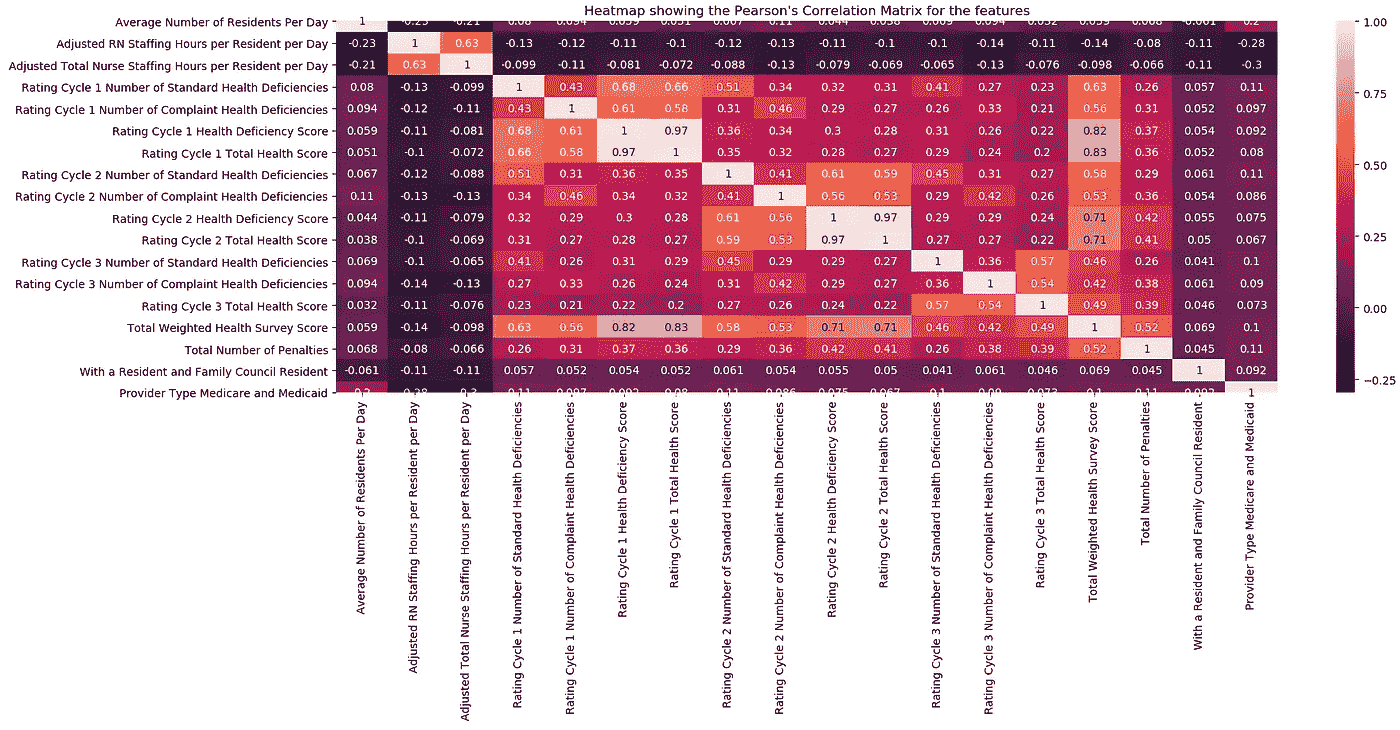 Heatmap showing the Pearson's Correlation Matrix for the features
Average Number of Residents Per Day 1 -0.23 -0.21 0.08 0.094 0.059 0.051 0.067 0.11 0.044 0.038 0.069 0.094 0.032 0.059 0.068 -0.061 0.2
Adjusted RN Staffing Hours per Resident per Day -0.23 1 0.63 -0.13 -0.12 -0.11 -0.1 -0.12 -0.13 -0.11 -0.1 -0.1 -0.14 -0.11 -0.14 -0.08 -0.11 -0.28
Adjusted Total Nurse Staffing Hours per Resident per Day -0.21 0.63 1 -0.099 -0.11 -0.081 -0.072 -0.088 -0.13 -0.079 -0.069 -0.065 -0.13 -0.076 -0.098 -0.066 -0.11 -0.3
Rating Cycle 1 Number of Standard Health Deficiencies 0.08 -0.13 -0.099 1 0.43 0.68 0.66 0.51 0.34 0.32 0.31 0.41 0.27 0.23 0.63 0.26 0.057 0.11
Rating Cycle 1 Number of Complaint Health Deficiencies 0.094 -0.12 -0.11 0.43 1 0.61 0.58 0.31 0.46 0.29 0.27 0.26 0.33 0.21 0.56 0.31 0.052 0.097
Rating Cycle 1 Health Deficiency Score 0.059 -0.11 -0.081 0.68 0.61 1 0.97 0.36 0.34 0.3 0.28 0.31 0.26 0.22 0.82 0.37 0.054 0.092
Rating Cycle 1 Total Health Score 0.051 -0.1 -0.072 0.66 0.58 0.97 1 0.35 0.32 0.28 0.27 0.29 0.24 0.2 0.83 0.36 0.052 0.08
Rating Cycle 2 Number of Standard Health Deficiencies 0.067 -0.12 -0.088 0.51 0.31 0.36 0.35 1 0.41 0.61 0.59 0.45 0.31 0.27 0.58 0.29 0.061 0.11
Rating Cycle 2 Number of Complaint Health Deficiencies 0.11 -0.13 -0.13 0.34 0.46 0.34 0.32 0.41 1 0.56 0.53 0.29 0.42 0.26 0.53 0.36 0.054 0.086
Rating Cycle 2 Health Deficiency Score 0.044 -0.11 -0.079 0.32 0.29 0.3 0.28 0.61 0.56 1 0.97 0.29 0.29 0.24 0.71 0.42 0.055 0.075
Rating Cycle 2 Total Health Score 0.038 -0.1 -0.069 0.31 0.27 0.28 0.27 0.59 0.53 0.97 1 0.27 0.27 0.22 0.71 0.41 0.05 0.067
Rating Cycle 3 Number of Standard Health Deficiencies 0.069 -0.1 -0.065 0.41 0.26 0.31 0.29 0.45 0.29 0.29 0.27 1 0.36 0.57 0.46 0.26 0.041 0.1
Rating Cycle 3 Number of Complaint Health Deficiencies 0.094 -0.14 -0.13 0.27 0.33 0.26 0.24 0.31 0.42 0.29 0.27 0.36 1 0.54 0.42 0.38 0.061 0.09
Rating Cycle 3 Total Health Score 0.032 -0.11 -0.076 0.23 0.21 0.22 0.2 0.27 0.26 0.24 0.22 0.57 0.54 1 0.49 0.39 0.046 0.073
Total Weighted Health Survey Score 0.059 -0.14 -0.098 0.63 0.56 0.82 0.83 0.58 0.53 0.71 0.71 0.46 0.42 0.49 1 0.52 0.069 0.1
Total Number of Penalties 0.068 -0.08 -0.066 0.26 0.31 0.37 0.36 0.29 0.36 0.42 0.41 0.26 0.38 0.39 0.52 1 0.045 0.11
With a Resident and Family Council Resident -0.061 -0.11 -0.11 0.057 0.052 0.054 0.052 0.061 0.054 0.055 0.05 0.041 0.061 0.046 0.069 0.045 1 0.092
Provider Type Medicare and Medicaid 0.2 -0.28 -0.3 0.11 0.097 0.092 0.08 0.11 0.086 0.075 0.067 0.1 0.09 0.073 0.1 0.11 0.092 1
Average Number of Residents Per Day
Adjusted RN Staffing Hours per Resident per Day
Adjusted Total Nurse Staffing Hours per Resident per Day
Rating Cycle 1 Number of Standard Health Deficiencies
Rating Cycle 1 Number of Complaint Health Deficiencies
Rating Cycle 1 Health Deficiency Score
Rating Cycle 1 Total Health Score
Rating Cycle 2 Number of Standard Health Deficiencies
Rating Cycle 2 Number of Complaint Health Deficiencies
Rating Cycle 2 Health Deficiency Score
Rating Cycle 2 Total Health Score
Rating Cycle 3 Number of Standard Health Deficiencies
Rating Cycle 3 Number of Complaint Health Deficiencies
Rating Cycle 3 Total Health Score
Total Weighted Health Survey Score
Total Number of Penalties
With a Resident and Family Council Resident
Provider Type Medicare and Medicaid
1.00
0.75
0.50
0.25
0.00
−0.25